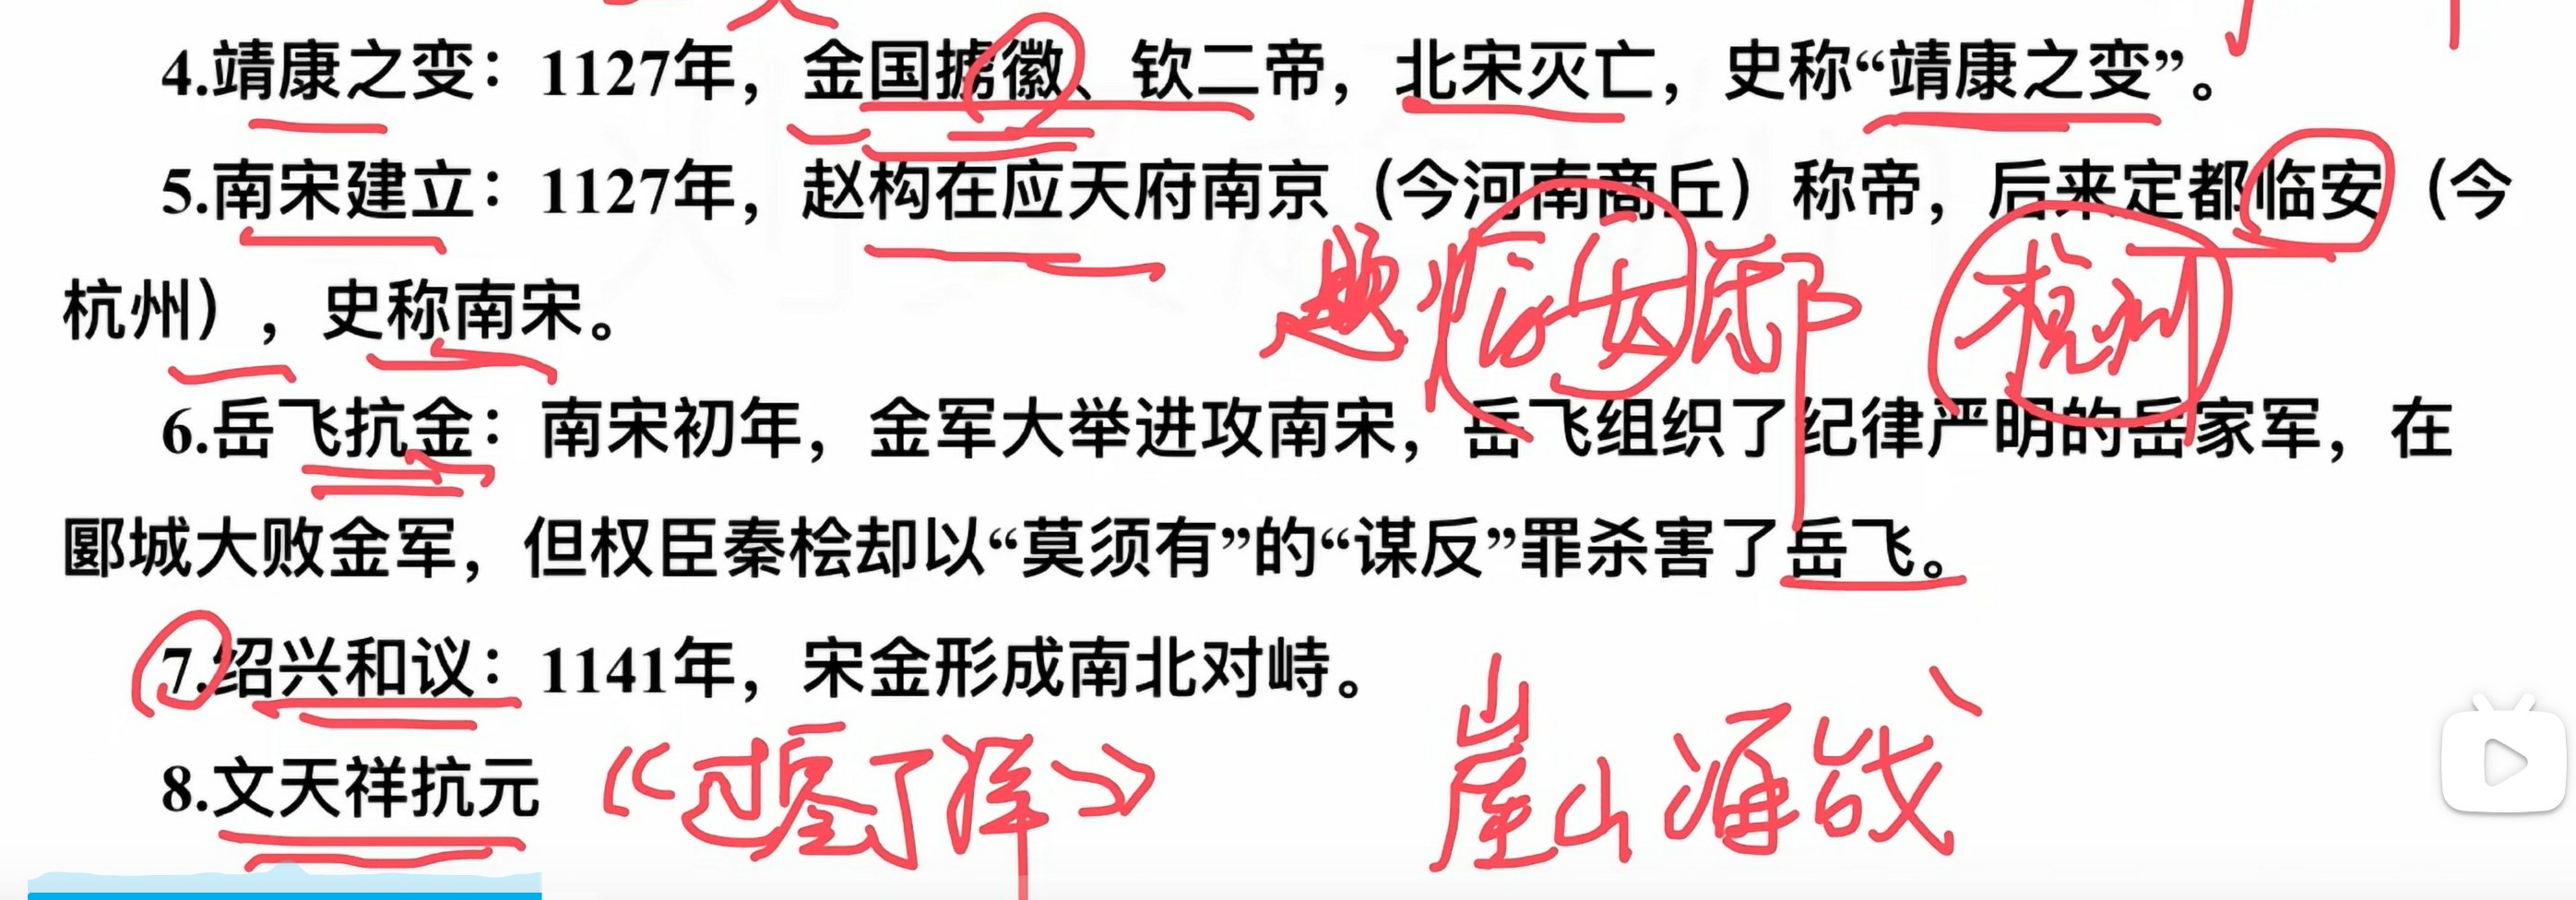 4.靖康之变：1127年，金国掳徽、钦二帝，北宋灭亡，史称“靖康之变”。
5.南宋建立：1127年，赵构在应天府南京（今河南商丘）称帝，后来定都临安（今
杭州），史称南宋。
题临安邸 杭州
6.岳飞抗金：南宋初年，金军大举进攻南宋，岳飞组织了纪律严明的岳家军，在
郾城大败金军，但权臣秦桧却以“莫须有”的“谋反”罪杀害了岳飞。
7.绍兴和议：1141年，宋金形成南北对峙。
8.文天祥抗元 《过零丁洋》 崖山海战